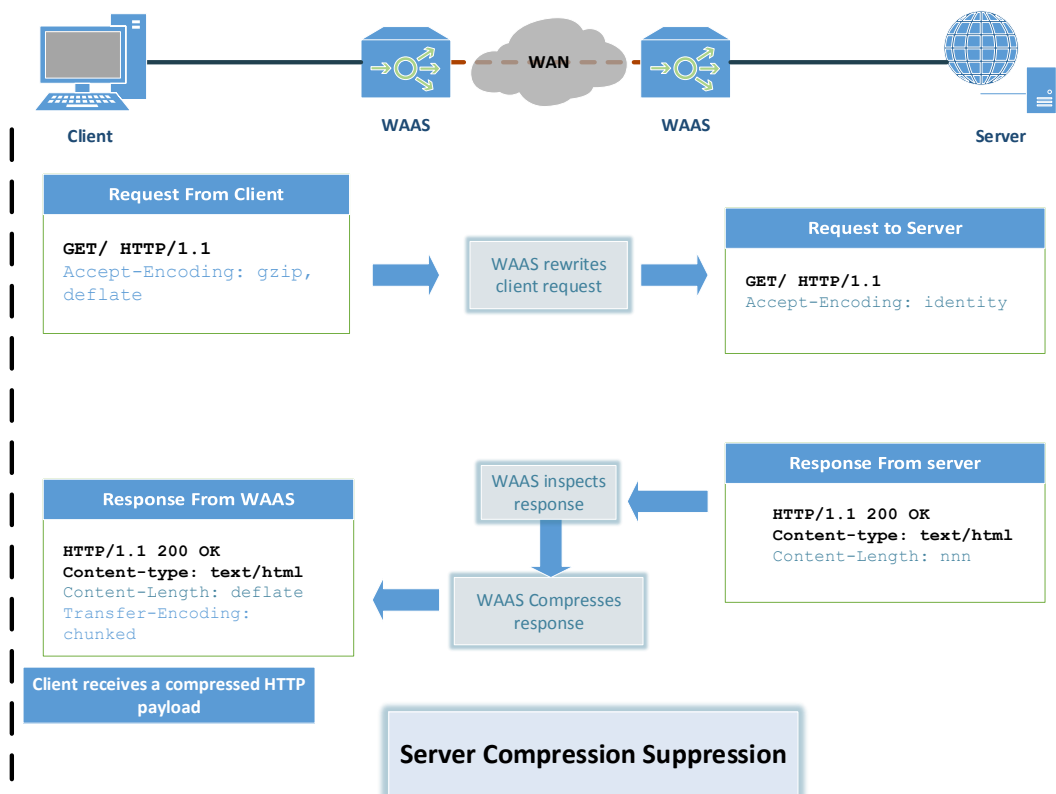 WAN
Client
WAAS
WAAS
Server
Request From Client
GET/ HTTP/1.1
Accept-Encoding: gzip,
deflate
WAAS rewrites
client request
Request to Server
GET/ HTTP/1.1
Accept-Encoding: identity
Response From server
HTTP/1.1 200 OK
Content-type: text/html
Content-Length: nnn
WAAS inspects
response
WAAS Compresses
response
Response From WAAS
HTTP/1.1 200 OK
Content-type: text/html
Content-Length: deflate
Transfer-Encoding:
chunked
Client receives a compressed HTTP
payload
Server Compression Suppression